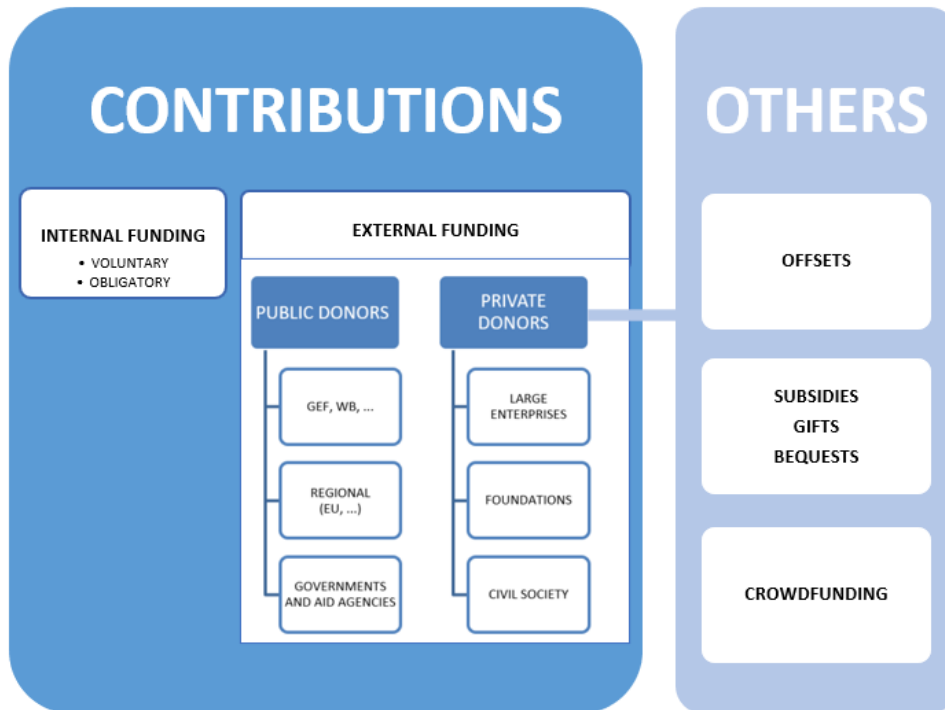 CONTRIBUTIONS
INTERNAL FUNDING
• VOLUNTARY
• OBLIGATORY
EXTERNAL FUNDING
PUBLIC DONORS
GEF, WB, ...
REGIONAL
(EU, ...)
GOVERNMENTS
AND AID AGENCIES
PRIVATE
DONORS
LARGE
ENTERPRISES
FOUNDATIONS
CIVIL SOCIETY
OTHERS
OFFSETS
SUBSIDIES
GIFTS
BEQUESTS
CROWDFUNDING